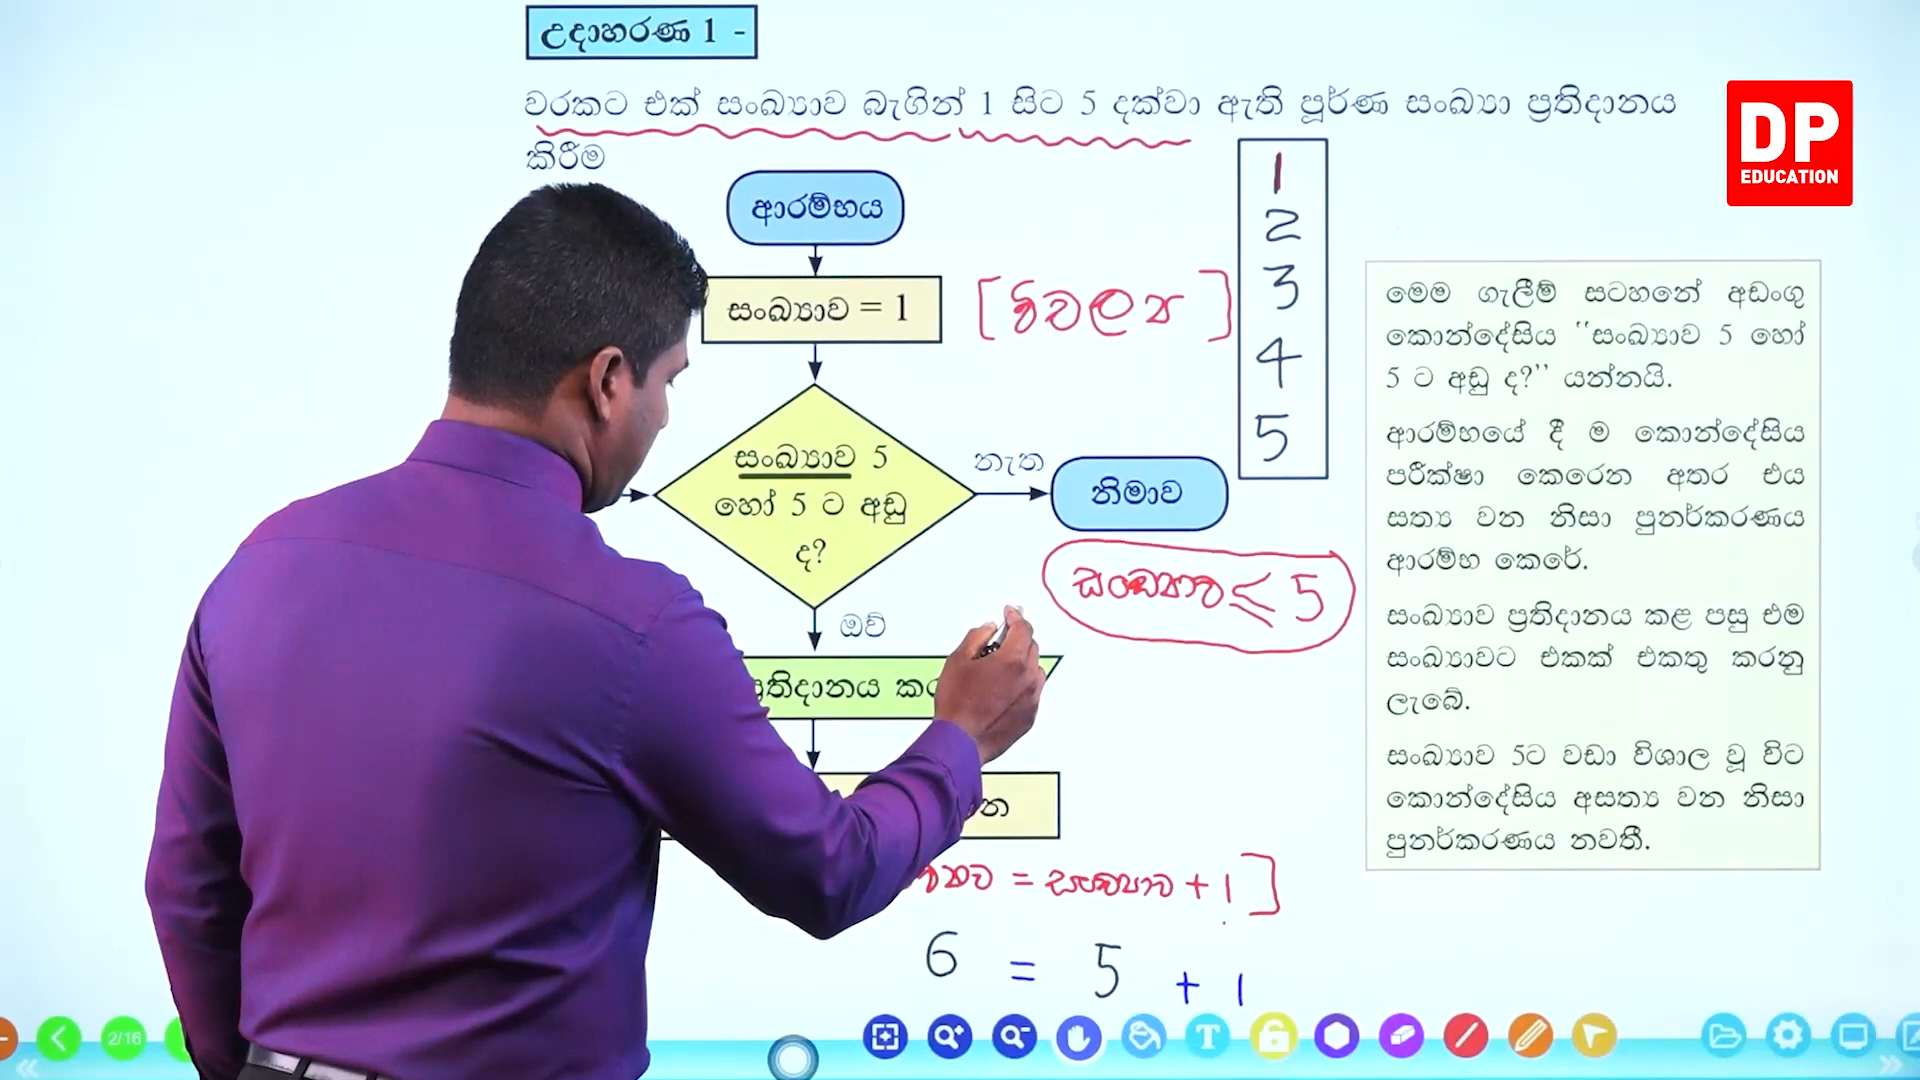 උදාහරණ 1 -
වරකට එක් සංඛ්‍යාව බැගින් 1 සිට 5 දක්වා ඇති පූර්ණ සංඛ්‍යා ප්‍රතිදානය
කිරීම
DP
EDUCATION
ආරම්භය
සංඛ්‍යාව = 1
[විචල්‍ය]
1
2
3
4
5
සංඛ්‍යාව 5
හෝ 5 ට අඩු
ද?
නැත
නිමාව
සංඛ්‍යාව ≤ 5
ඔව්
ප්‍රතිදානය
= සංඛ්‍යාව + 1]
6 = 5 + 1
මෙම ගැලීම් සටහනේ අඩංගු
කොන්දේසිය “සංඛ්‍යාව 5 හෝ
5 ට අඩු ද?” යන්නයි.
ආරම්භයේ දී ම කොන්දේසිය
පරීක්ෂා කෙරෙන අතර එය
සත්‍ය වන නිසා පුනර්කරණය
ආරම්භ කෙරේ.
සංඛ්‍යාව ප්‍රතිදානය කළ පසු එම
සංඛ්‍යාවට එකක් එකතු කරනු
ලැබේ.
සංඛ්‍යාව 5ට වඩා විශාල වූ විට
කොන්දේසිය අසත්‍ය වන නිසා
පුනර්කරණය නවතී.
2/16
T